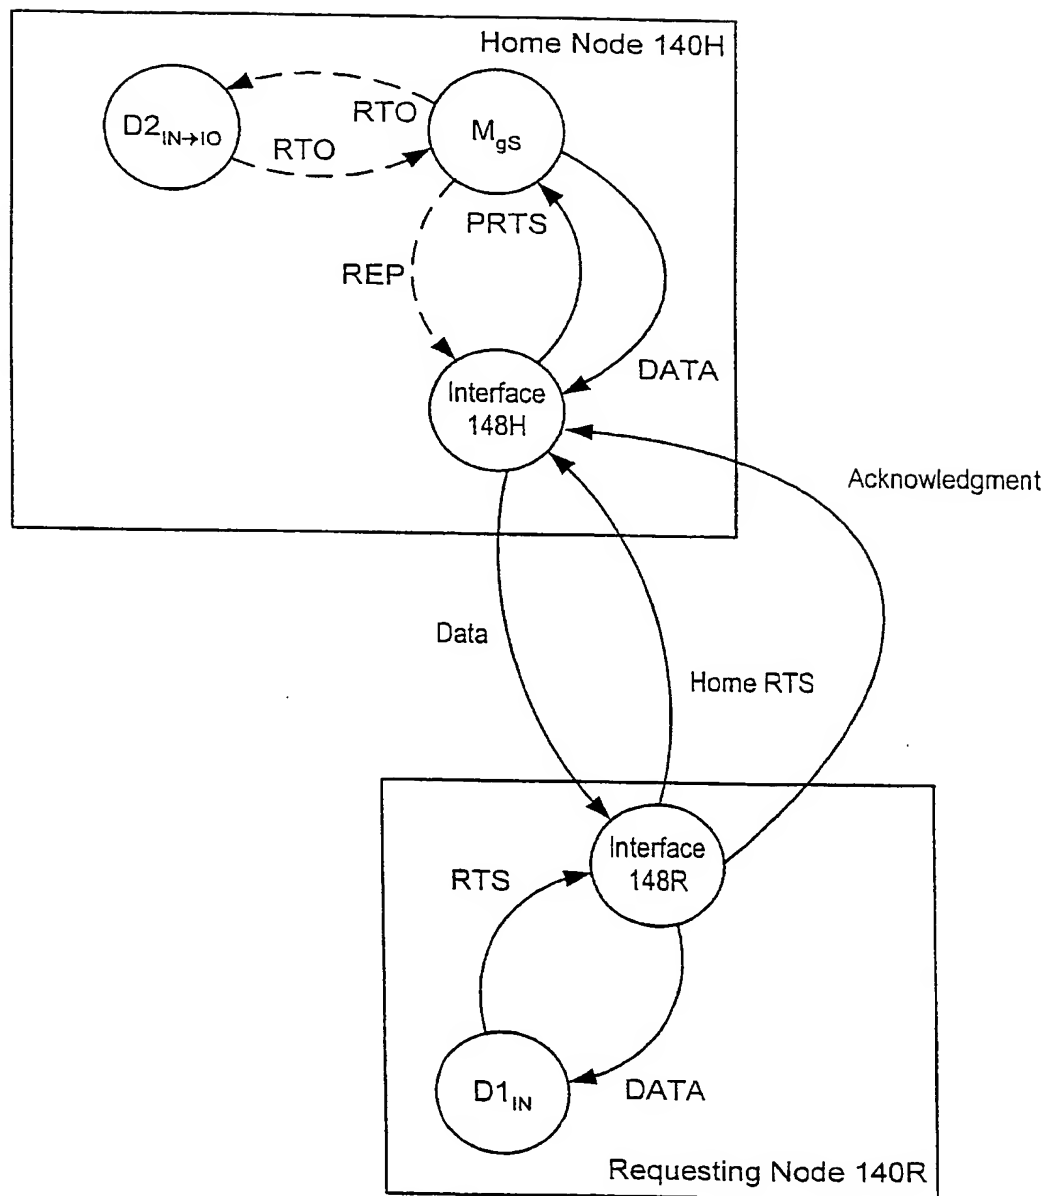 Home Node 140H
D2IN→IO
RTO
RTO
MgS
PRTS
REP
DATA
Interface
148H
Acknowledgment
Data
Home RTS
Interface
148R
RTS
D1IN
DATA
Requesting Node 140R